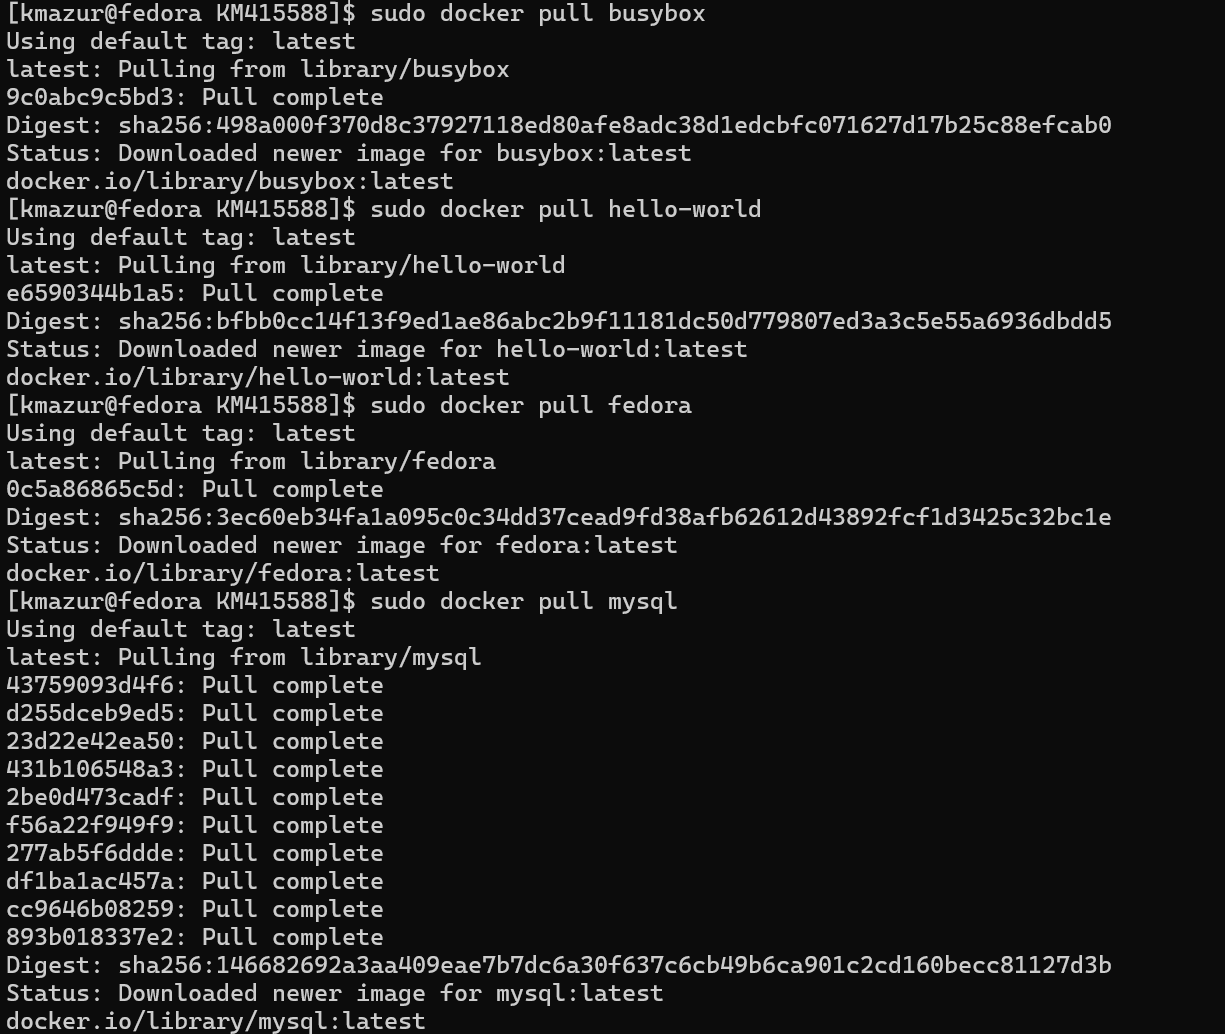 [kmazur@fedora KM415588]$ sudo docker pull busybox
Using default tag: latest
latest: Pulling from library/busybox
9c0abc9c5bd3: Pull complete
Digest: sha256:498a000f370d8c37927118ed80afe8adc38d1edcbfc071627d17b25c88efcab0
Status: Downloaded newer image for busybox:latest
docker.io/library/busybox:latest
[kmazur@fedora KM415588]$ sudo docker pull hello-world
Using default tag: latest
latest: Pulling from library/hello-world
e6590344b1a5: Pull complete
Digest: sha256:bfbb0cc14f13f9ed1ae86abc2b9f11181dc50d779807ed3a3c5e55a6936dbdd5
Status: Downloaded newer image for hello-world:latest
docker.io/library/hello-world:latest
[kmazur@fedora KM415588]$ sudo docker pull fedora
Using default tag: latest
latest: Pulling from library/fedora
0c5a86865c5d: Pull complete
Digest: sha256:3ec60eb34fa1a095c0c34dd37cead9fd38afb62612d43892fcf1d3425c32bc1e
Status: Downloaded newer image for fedora:latest
docker.io/library/fedora:latest
[kmazur@fedora KM415588]$ sudo docker pull mysql
Using default tag: latest
latest: Pulling from library/mysql
43759093d4f6: Pull complete
d255dceb9ed5: Pull complete
23d22e42ea50: Pull complete
431b106548a3: Pull complete
2be0d473cadf: Pull complete
f56a22f949f9: Pull complete
277ab5f6ddde: Pull complete
df1ba1ac457a: Pull complete
cc9646b08259: Pull complete
893b018337e2: Pull complete
Digest: sha256:146682692a3aa409eae7b7dc6a30f637c6cb49b6ca901c2cd160becc81127d3b
Status: Downloaded newer image for mysql:latest
docker.io/library/mysql:latest